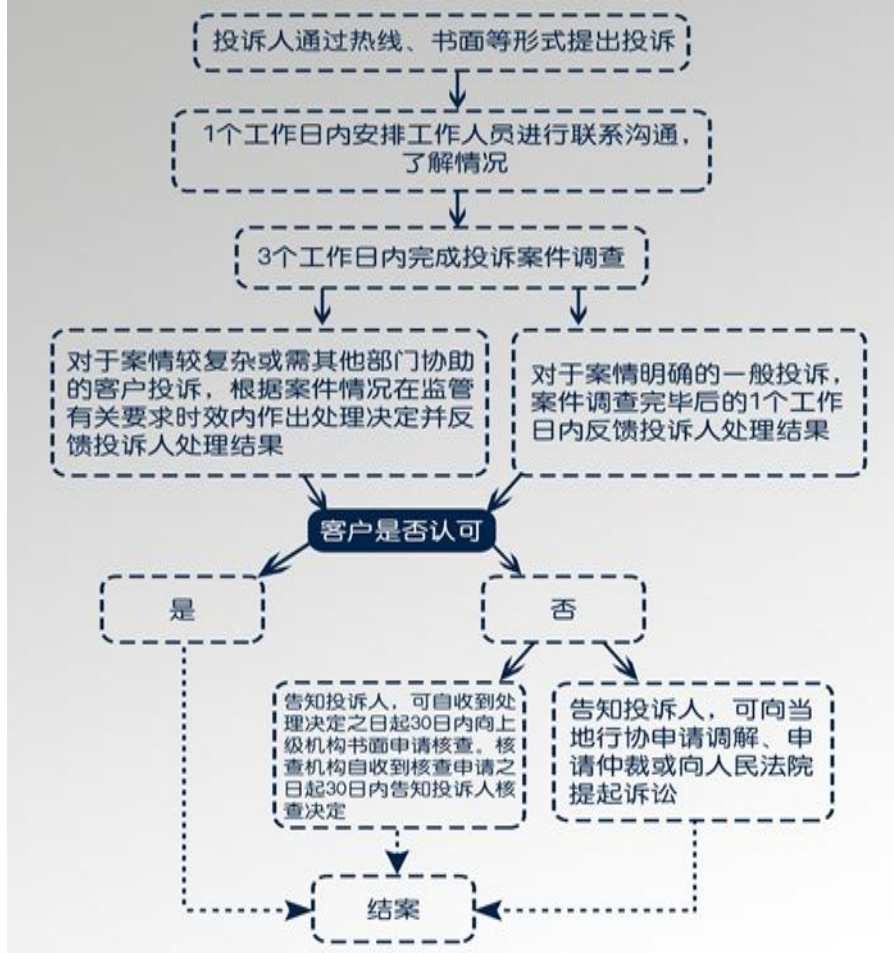 投诉人通过热线、书面等形式提出投诉
1个工作日内安排工作人员进行联系沟通，
了解情况
3个工作日内完成投诉案件调查
对于案情较复杂或需其他部门协助
的客户投诉，根据案件情况在监管
有关要求时效内作出处理决定并反
馈投诉人处理结果
对于案情明确的一般投诉，
案件调查完毕后的1个工作
日内反馈投诉人处理结果
客户是否认可
是
否
告知投诉人，可自收到处
理决定之日起30日内向上
级机构书面申请核查。核
查机构自收到核查申请之
日起30日内告知投诉人核
查决定
告知投诉人，可向当
地行协申请调解、申
请仲裁或向人民法院
提起诉讼
结案